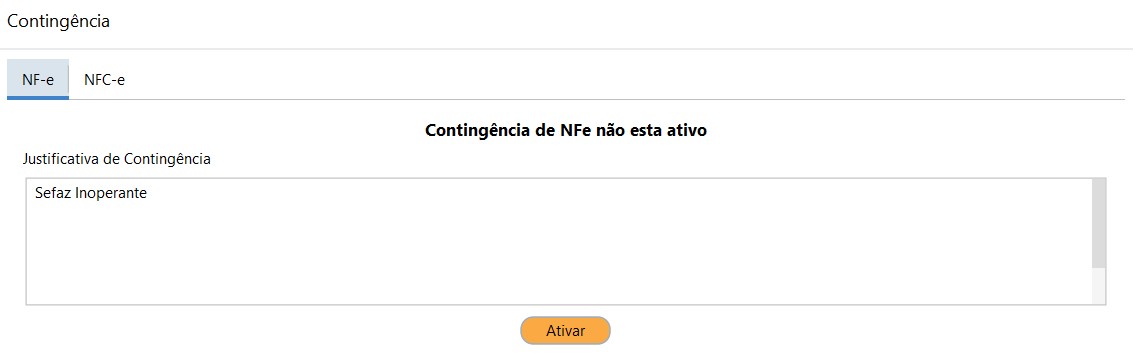 Contingência
NF-e NFC-e
Contingência de NFe não esta ativo
Justificativa de Contingência
Sefaz Inoperante
Ativar